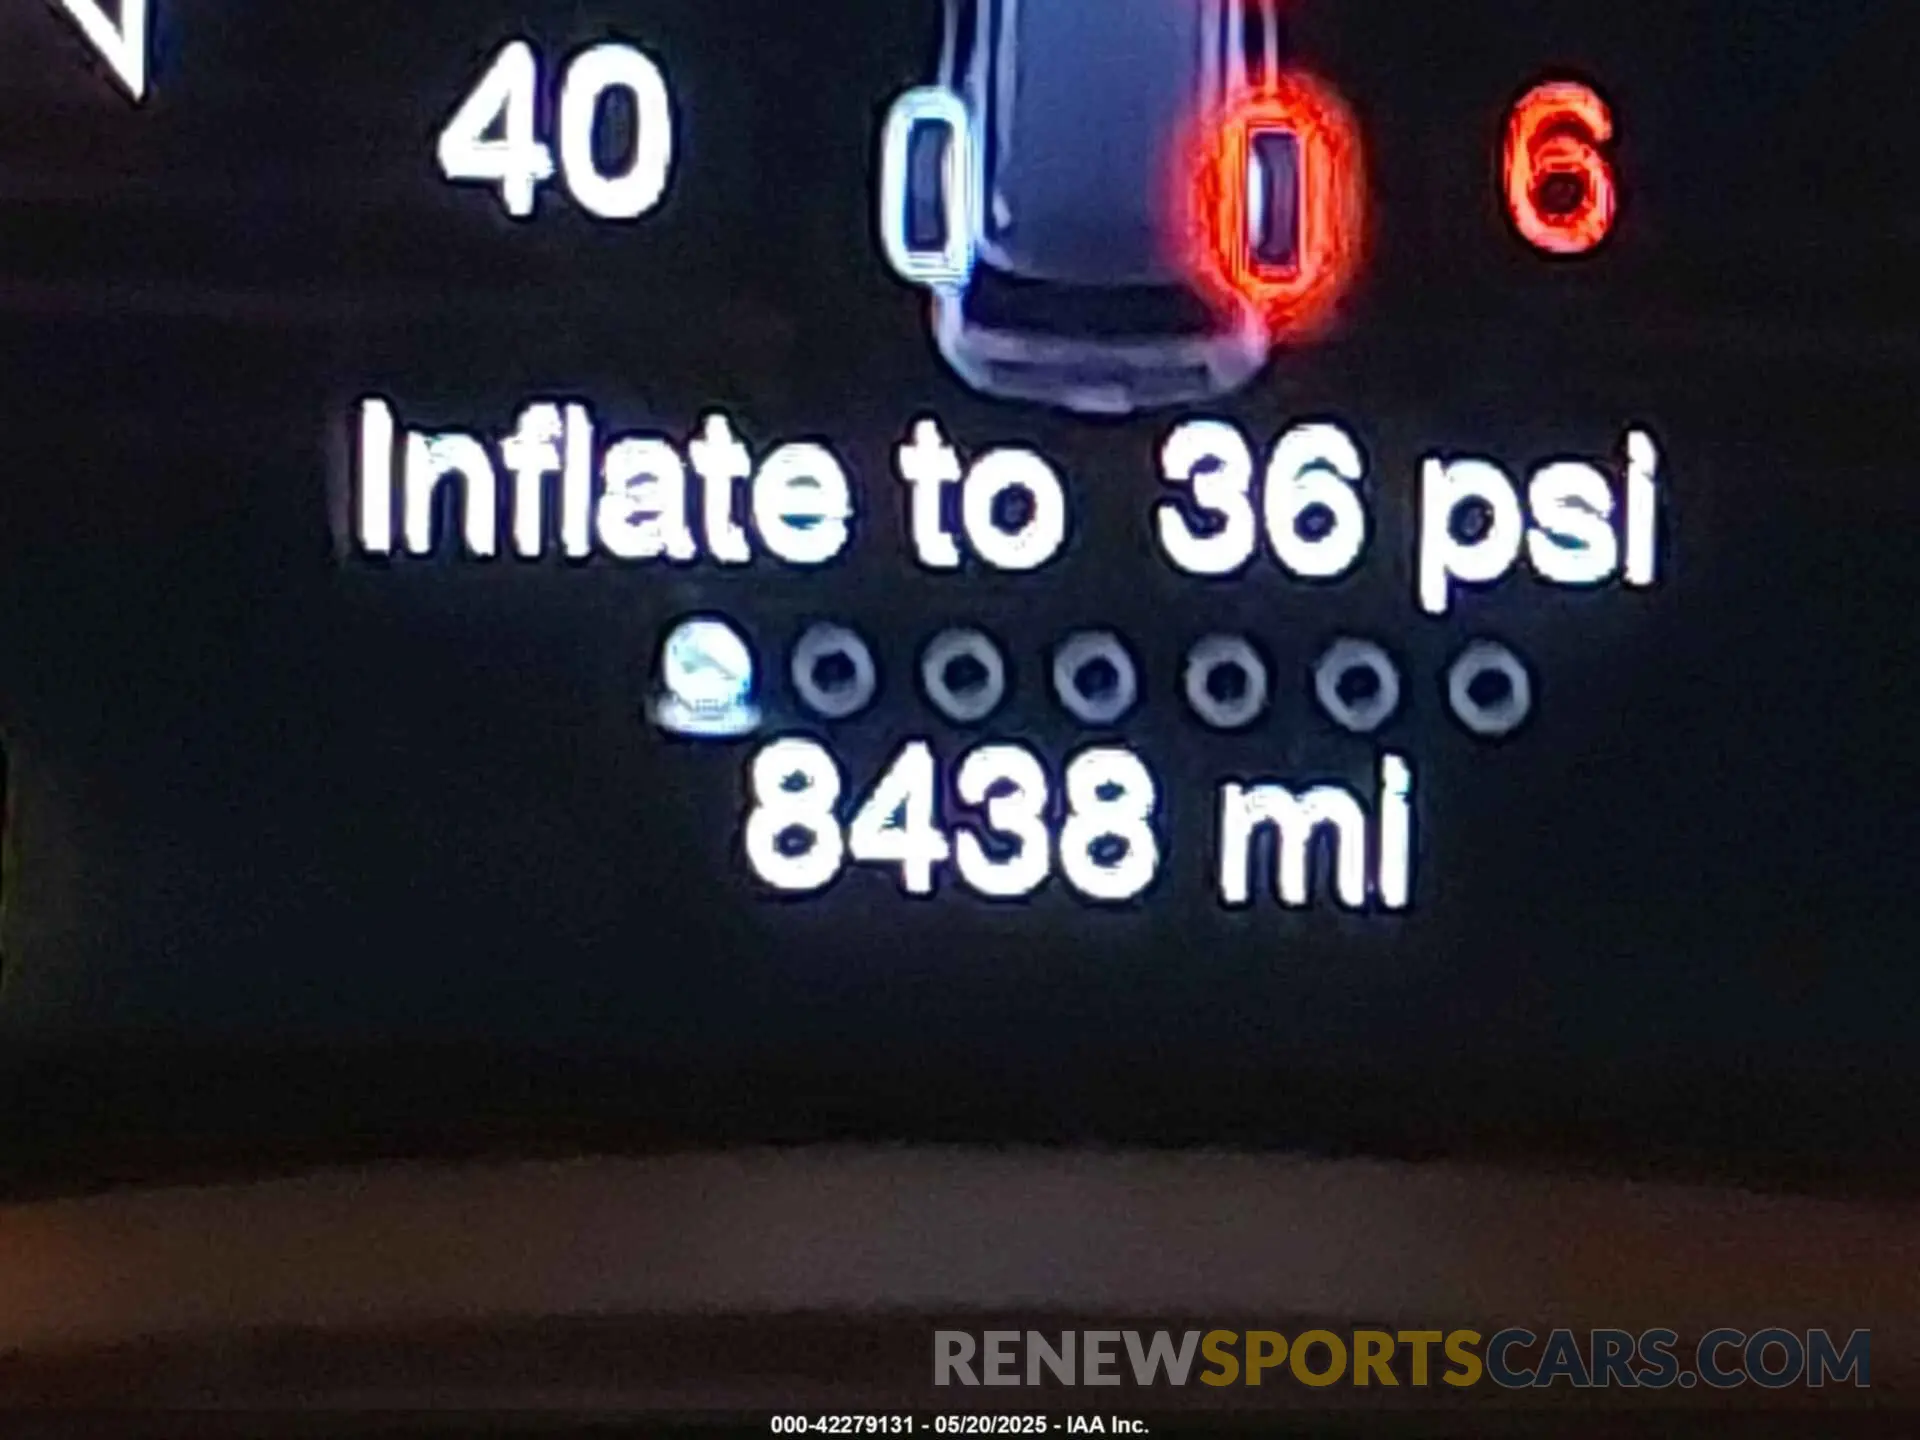 40 6
Inflate to 36 psi
8438 mi
RENEWSPORTSCARS.COM
000-42279131 - 05/20/2025 - IAA Inc.